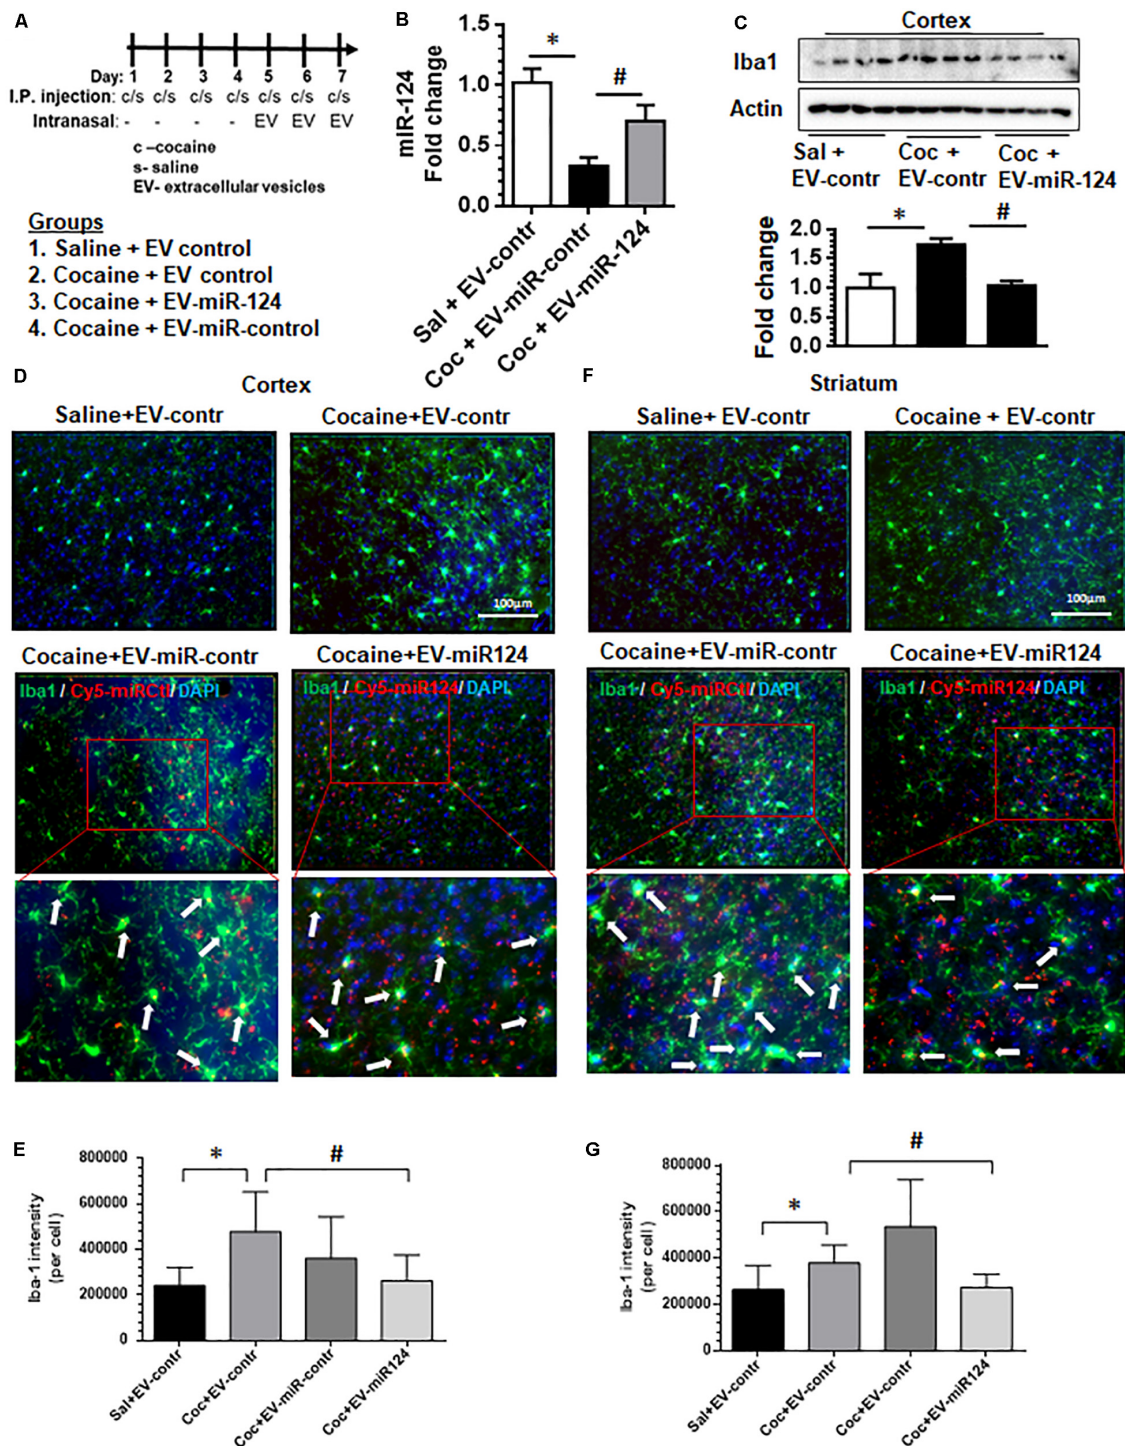 A
Day: 1 2 3 4 5 6 7
I.P. injection: c/s c/s c/s c/s c/s c/s c/s
Intranasal: - - - - EV EV EV
c –cocaine
s- saline
EV- extracellular vesicles
Groups
1. Saline + EV control
2. Cocaine + EV control
3. Cocaine + EV-miR-124
4. Cocaine + EV-miR-control
B
miR-124
Fold change
1.5
1.0
0.5
0.0
*
#
Sal + EV-contr
Coc + EV-miR-contr
Coc + EV-miR-124
C
Cortex
Iba1
Actin
Sal + EV-contr
Coc + EV-contr
Coc + EV-miR-124
Fold change
2.0
1.5
1.0
0.5
0.0
*
#
D
Cortex
Saline+EV-contr
Cocaine+EV-contr
100µm
Cocaine+EV-miR-contr
Cocaine+EV-miR124
Iba1/ Cy5-miRCtl/DAPI
Iba1/ Cy5-miR124/DAPI
F
Striatum
Saline+ EV-contr
Cocaine + EV-contr
100µm
Cocaine+EV-miR-contr
Cocaine+EV-miR124
Iba1/ Cy5-miRCtl/DAPI
Iba1/ Cy5-miR124/DAPI
E
Iba-1 intensity
(per cell)
800000
600000
400000
200000
0
*
#
Sal+EV-contr
Coc+EV-contr
Coc+EV-miR-contr
Coc+EV-miR124
G
Iba-1 intensity
(per cell)
800000
600000
400000
200000
0
*
#
Sal+EV-contr
Coc+EV-contr
Coc+EV-contr
Coc+EV-miR124